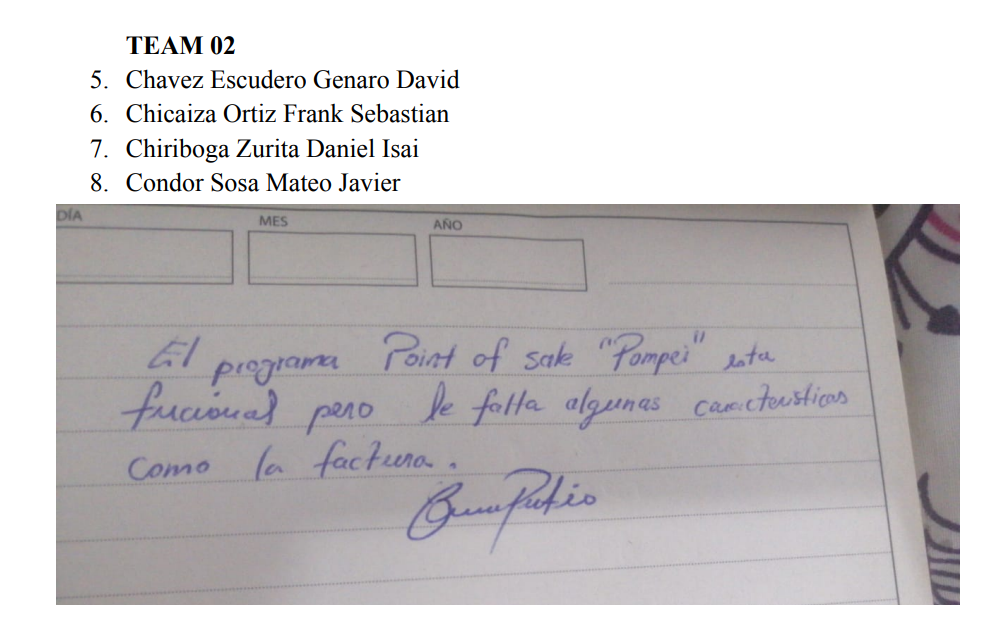 TEAM 02
5. Chavez Escudero Genaro David
6. Chicaiza Ortiz Frank Sebastian
7. Chiriboga Zurita Daniel Isai
8. Condor Sosa Mateo Javier
DÍA MES AÑO
El programa Point of sale "Pompei" esta
fucional pero le falta algunas caracteristicas
como la factura.